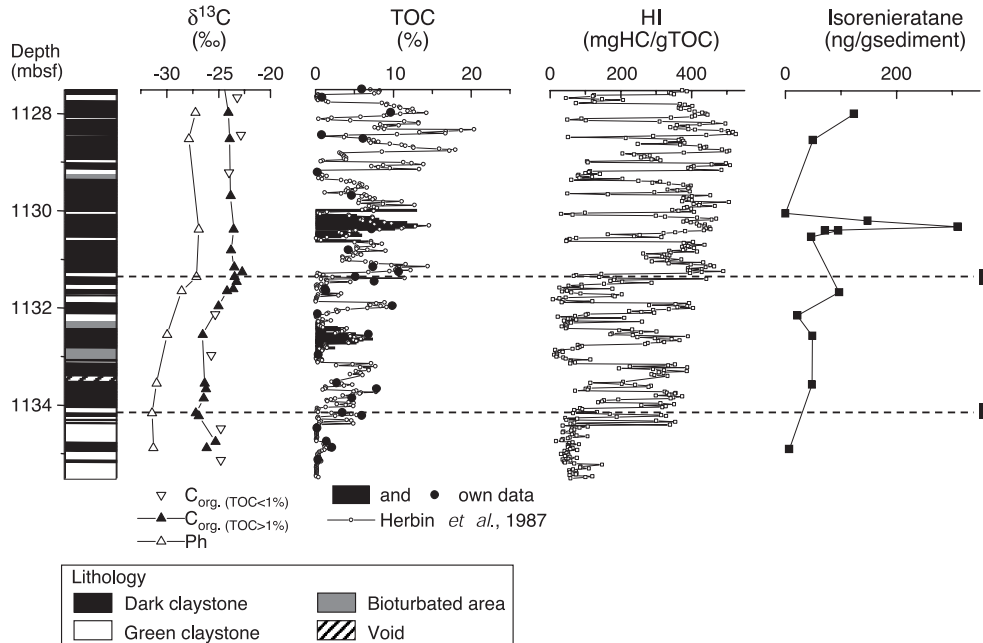 δ¹³C
(‰)
TOC
(%)
HI
(mgHC/gTOC)
Isorenieratane
(ng/gsediment)
Depth
(mbsf)
-30 -25 -20
0 10 20
0 200 400
0 200
1128
1130
1132
1134
C org. (TOC<1%)
C org. (TOC>1%)
Ph
and own data
Herbin et al., 1987
Lithology
Dark claystone
Bioturbated area
Green claystone
Void